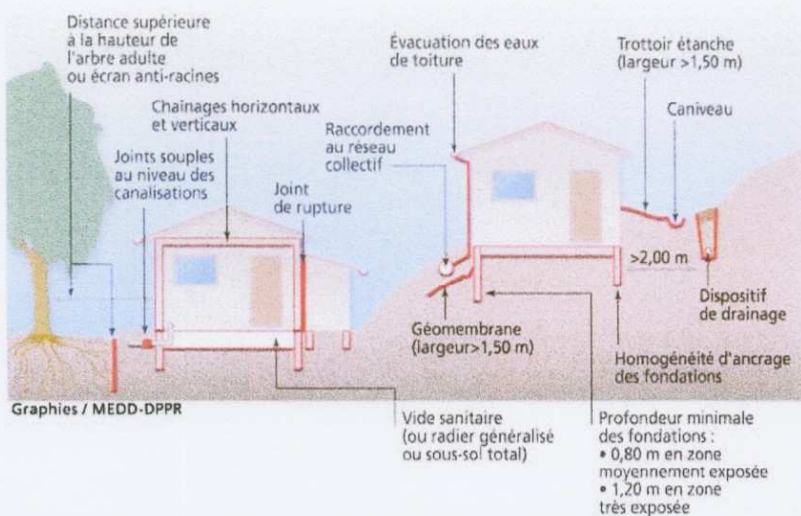 Distance supérieure
à la hauteur de
l'arbre adulte
ou écran anti-racines
Chaînages horizontaux
et verticaux
Joints souples
au niveau des
canalisations
Joint
de rupture
Évacuation des eaux
de toiture
Raccordement
au réseau
collectif
Trottoir étanche
(largeur >1,50 m)
Caniveau
>2,00 m
Dispositif
de drainage
Géomembrane
(largeur>1,50 m)
Homogénéité d'ancrage
des fondations
Graphies / MEDD-DPPR
Vide sanitaire
(ou radier généralisé
ou sous-sol total)
Profondeur minimale
des fondations :
• 0,80 m en zone
moyennement exposée
• 1,20 m en zone
très exposée